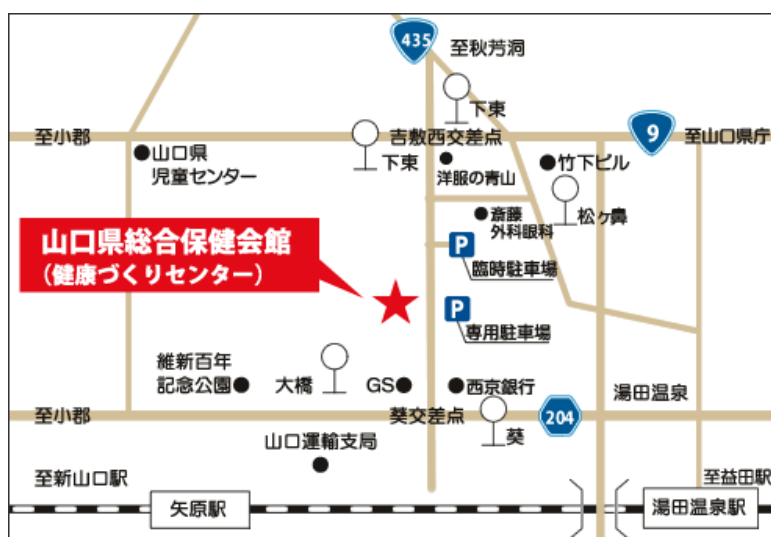 435
至秋芳洞
下東
至小郡
吉敷西交差点
9
至山口県庁
山口県
児童センター
下東
洋服の青山
竹下ビル
松ヶ鼻
斎藤
外科眼科
山口県総合保健会館
(健康づくりセンター)
P
臨時駐車場
P
専用駐車場
維新百年
記念公園
大橋
GS
西京銀行
湯田温泉
至小郡
葵交差点
204
葵
山口運輸支局
至新山口駅
至益田駅
矢原駅
湯田温泉駅